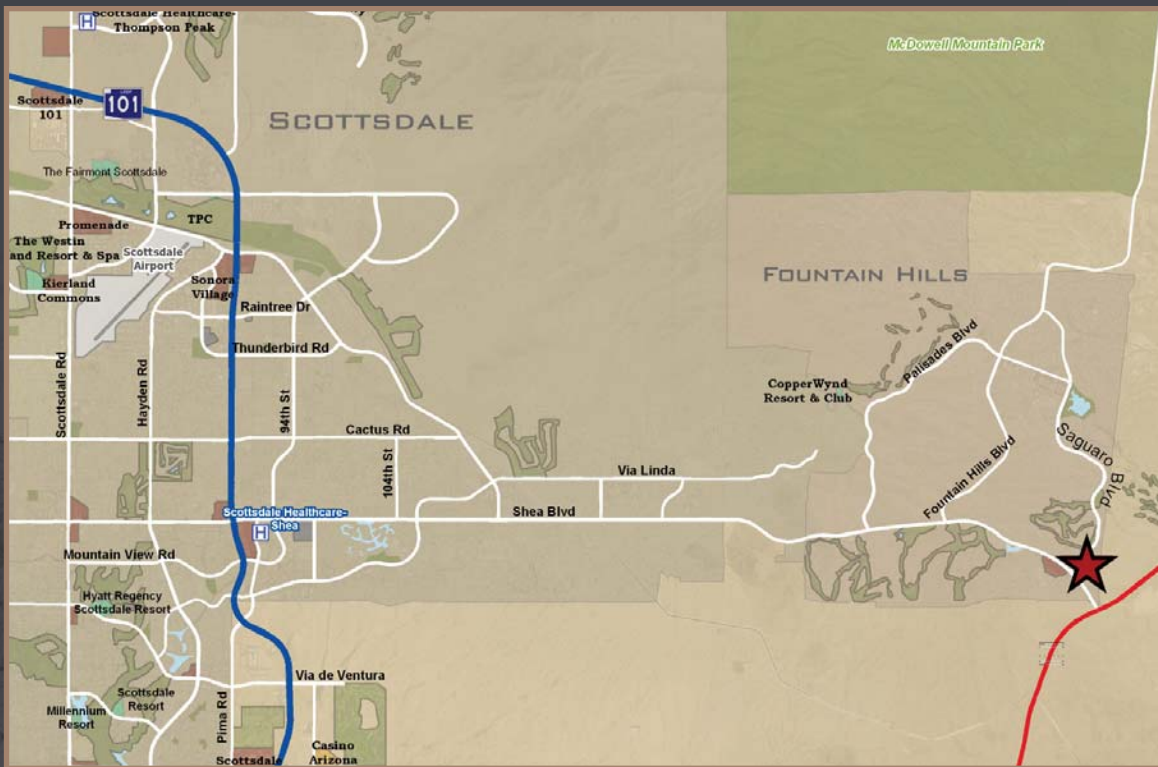 Scottsdale Healthcare-
Thompson Peak
H
McDowell Mountain Park
Scottsdale
101
101
SCOTTSDALE
The Fairmont Scottsdale
TPC
Promenade
The Westin
and Resort & Spa
Scottsdale
Airport
Kierland
Commons
Sonora
Village
FOUNTAIN HILLS
Raintree Dr
Thunderbird Rd
Palisades Blvd
CopperWynd
Resort & Club
Scottsdale Rd
Hayden Rd
94th St
Cactus Rd
104th St
Via Linda
Saguaro Blvd
Fountain Hills Blvd
Shea Blvd
Scottsdale Healthcare-
Shea
H
Mountain View Rd
Hyatt Regency
Scottsdale Resort
Via de Ventura
Scottsdale
Resort
Millennium
Resort
Pima Rd
Casino
Arizona
Scottsdale